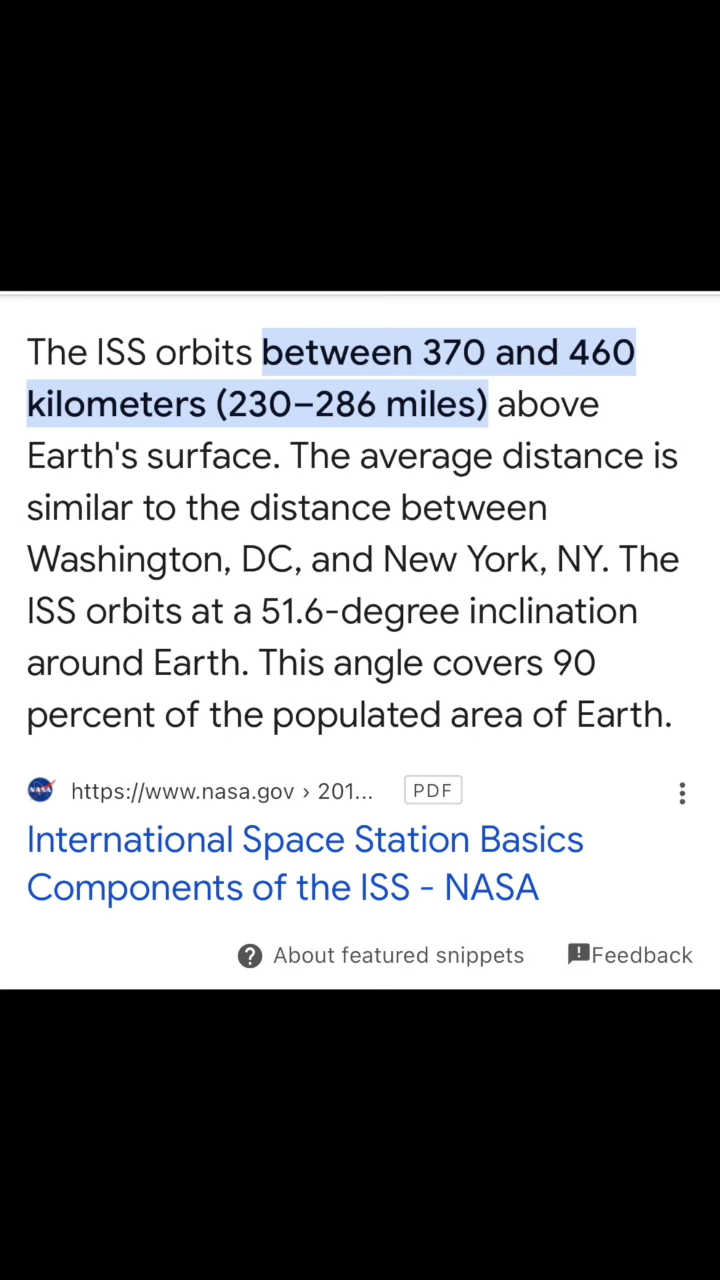 The ISS orbits between 370 and 460
kilometers (230–286 miles) above
Earth's surface. The average distance is
similar to the distance between
Washington, DC, and New York, NY. The
ISS orbits at a 51.6-degree inclination
around Earth. This angle covers 90
percent of the populated area of Earth.
NASA https://www.nasa.gov › 201... PDF
International Space Station Basics
Components of the ISS - NASA
About featured snippets Feedback